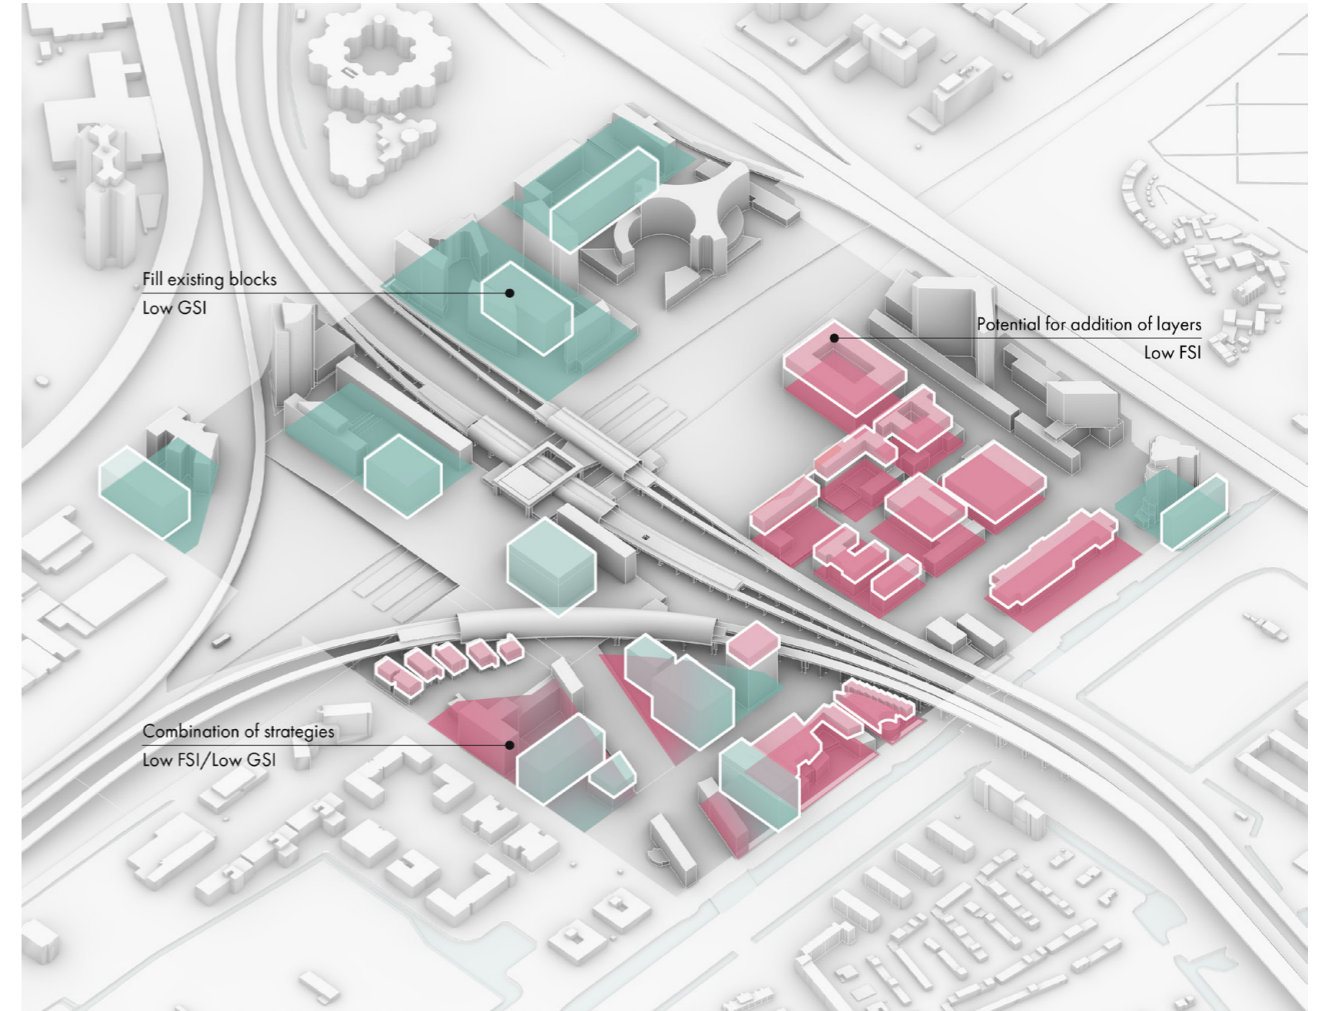 Fill existing blocks
Low GSI
Potential for addition of layers
Low FSI
Combination of strategies
Low FSI/Low GSI